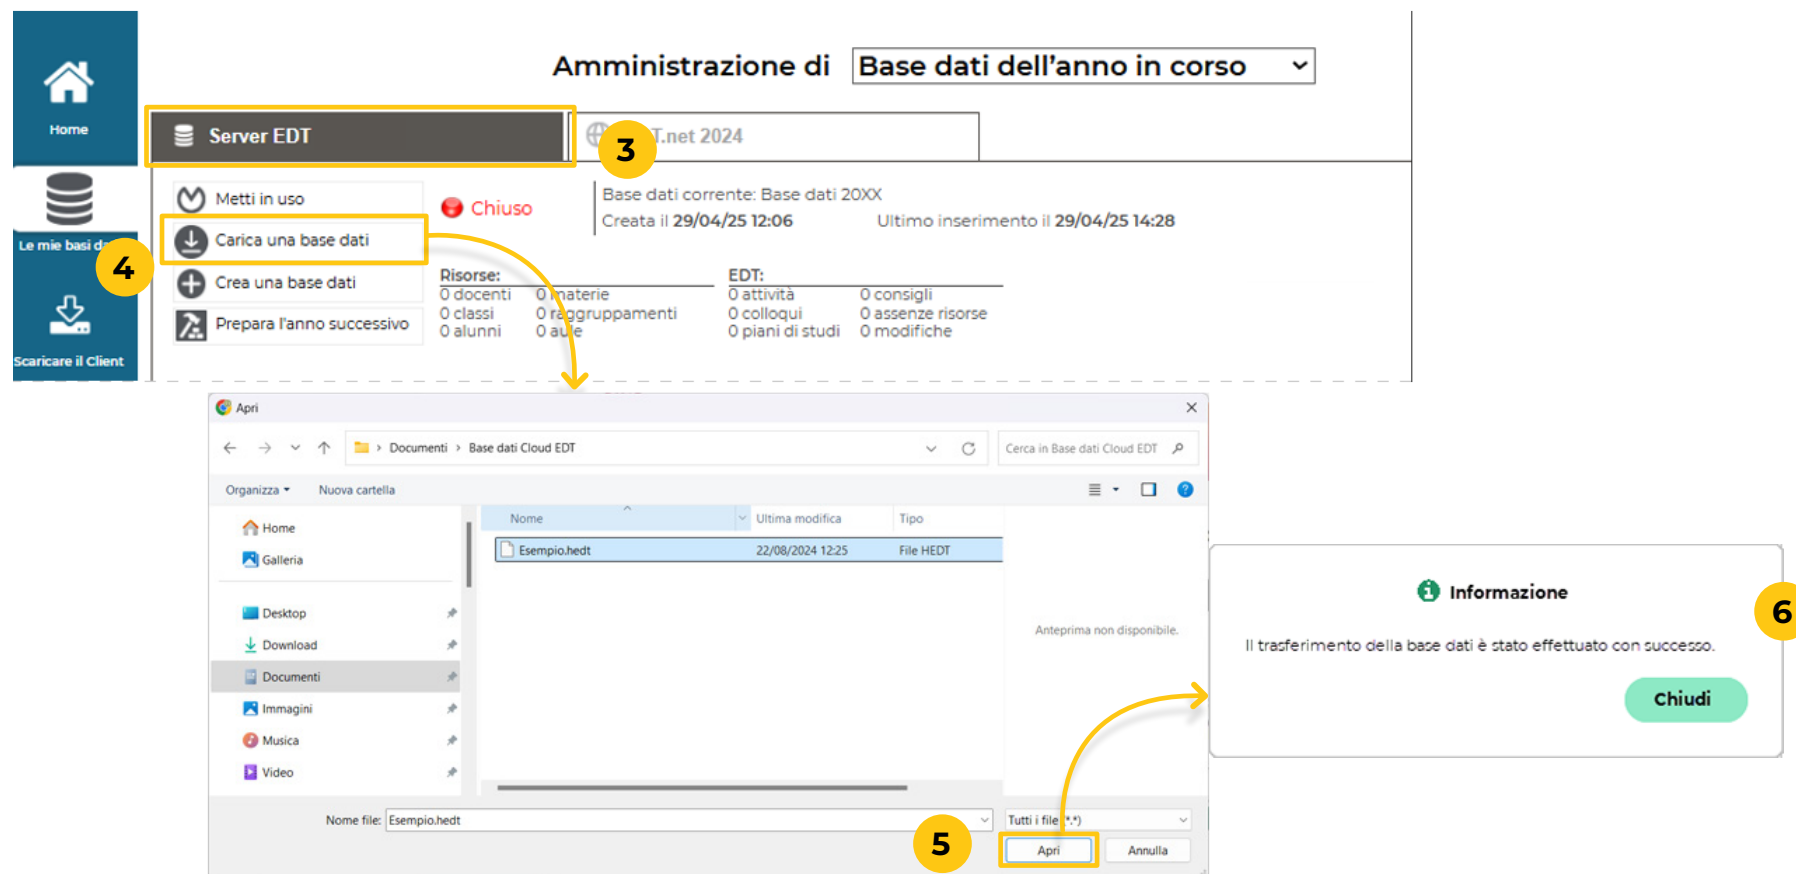 Home
Le mie basi
4
Scaricare il Client
Amministrazione di Base dati dell'anno in corso
Server EDT
3
.net 2024
Metti in uso
Carica una base dati
Crea una base dati
Prepara l'anno successivo
Chiuso
Base dati corrente: Base dati 20XX
Creata il 29/04/25 12:06 Ultimo inserimento il 29/04/25 14:28
Risorse:
0 docenti 0 materie
0 classi 0 raggruppamenti
0 alunni 0 aule
EDT:
0 attività 0 consigli
0 colloqui 0 assenze risorse
0 piani di studi 0 modifiche
Apri
Documenti > Base dati Cloud EDT
Cerca in Base dati Cloud EDT
Organizza Nuova cartella
Home
Galleria
Desktop
Download
Documenti
Immagini
Musica
Video
Nome Ultima modifica Tipo
Esempio.hedt 22/08/2024 12:25 File HEDT
Anteprima non disponibile.
Nome file: Esempio.hedt
Tutti i file (*.*)
5
Apri Annulla
Informazione
6
Il trasferimento della base dati è stato effettuato con successo.
Chiudi